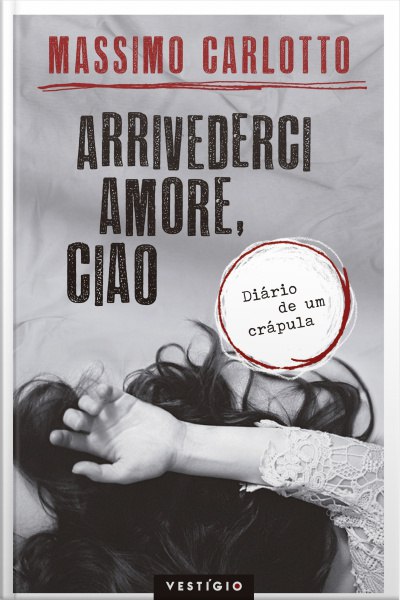 MASSIMO CARLOTTO
ARRIVEDERCI
AMORE,
CIAO
Diário
de um
crápula
VESTÍGIO